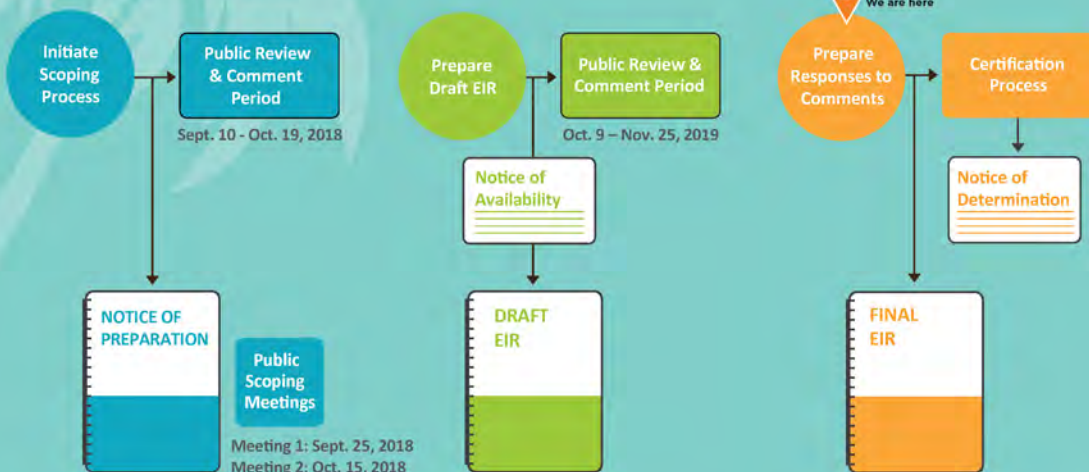 We are here
Initiate
Scoping
Process
Public Review
& Comment
Period
Sept. 10 - Oct. 19, 2018
NOTICE OF
PREPARATION
Public
Scoping
Meetings
Meeting 1: Sept. 25, 2018
Meeting 2: Oct. 15, 2018
Prepare
Draft EIR
Public Review &
Comment Period
Oct. 9 – Nov. 25, 2019
Notice of
Availability
DRAFT
EIR
Prepare
Responses to
Comments
Certification
Process
Notice of
Determination
FINAL
EIR